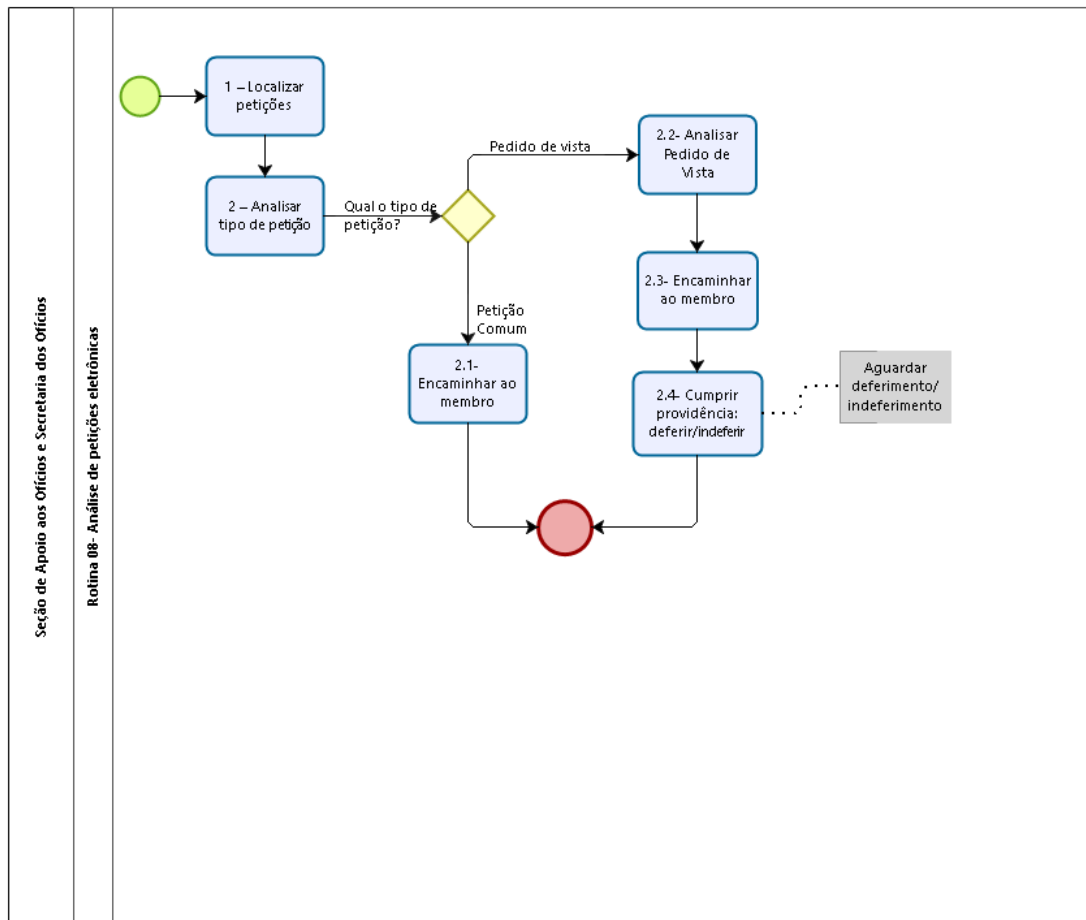 Seção de Apoio aos Ofícios e Secretaria dos Ofícios
Rotina 08- Análise de petições eletrônicas
1 – Localizar
petições
2 – Analisar
tipo de petição
Qual o tipo de
petição?
Pedido de vista
2.2- Analisar
Pedido de
Vista
2.3- Encaminhar
ao membro
Petição
Comum
2.1-
Encaminhar ao
membro
2.4- Cumprir
providência:
deferir/indeferir
Aguardar
deferimento/
indeferimento